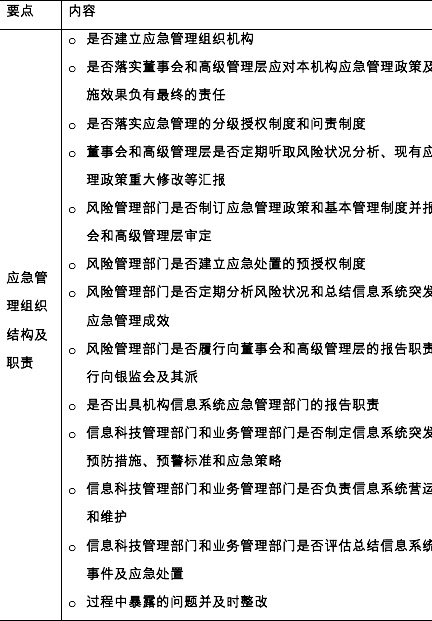 要点
内容
应急管
理组织
结构及
职责
o 是否建立应急管理组织机构
o 是否落实董事会和高级管理层应对本机构应急管理政策及
施效果负有最终的责任
o 是否落实应急管理的分级授权制度和问责制度
o 董事会和高级管理层是否定期听取风险状况分析、现有应
理政策重大修改等汇报
o 风险管理部门是否制订应急管理政策和基本管理制度并报
会和高级管理层审定
o 风险管理部门是否建立应急处置的预授权制度
o 风险管理部门是否定期分析风险状况和总结信息系统突发
应急管理成效
o 风险管理部门是否履行向董事会和高级管理层的报告职责
行向银监会及其派
o 是否出具机构信息系统应急管理部门的报告职责
o 信息科技管理部门和业务管理部门是否制定信息系统突发
预防措施、预警标准和应急策略
o 信息科技管理部门和业务管理部门是否负责信息系统营运
和维护
o 信息科技管理部门和业务管理部门是否评估总结信息系统
事件及应急处置
o 过程中暴露的问题并及时整改